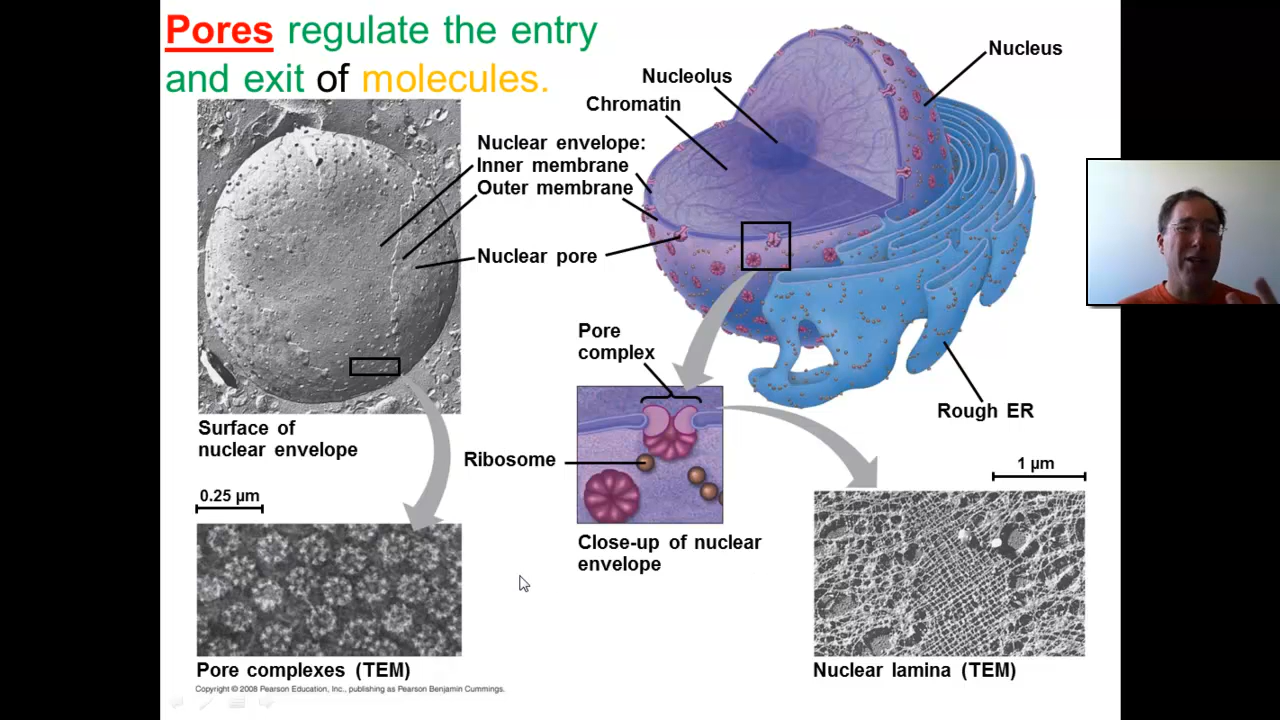 Pores regulate the entry
and exit of molecules.
Nucleus
Nucleolus
Chromatin
Nuclear envelope:
Inner membrane
Outer membrane
Nuclear pore
Pore
complex
Rough ER
Surface of
nuclear envelope
Ribosome
1 µm
0.25 µm
Close-up of nuclear
envelope
Pore complexes (TEM)
Nuclear lamina (TEM)
Copyright © 2008 Pearson Education, Inc., publishing as Pearson Benjamin Cummings.